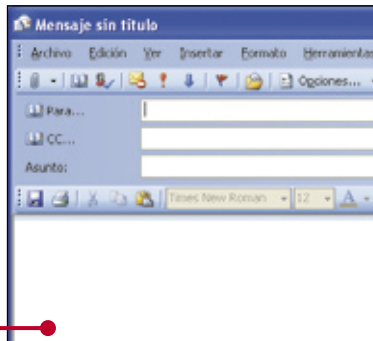 Mensaje sin título
Archivo Edición Ver Insertar Formato Herramientas
Opciones...
Para...
CC...
Asunto:
Times New Roman 12 A